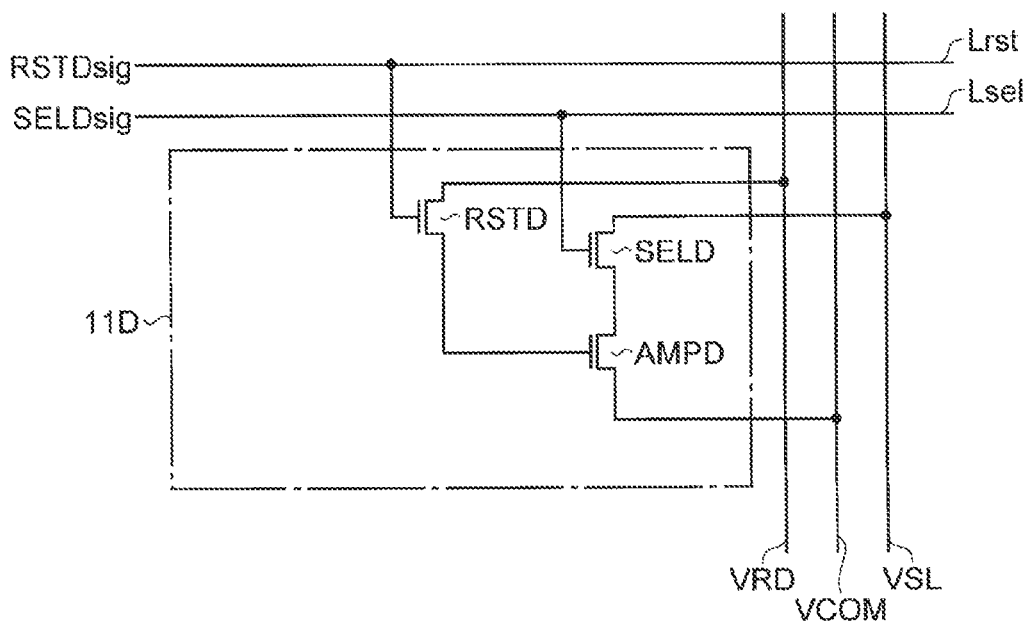 RSTDsig
Lrst
SELDsig
Lsel
RSTD
SELD
11D
AMPD
VRD
VSL
VCOM